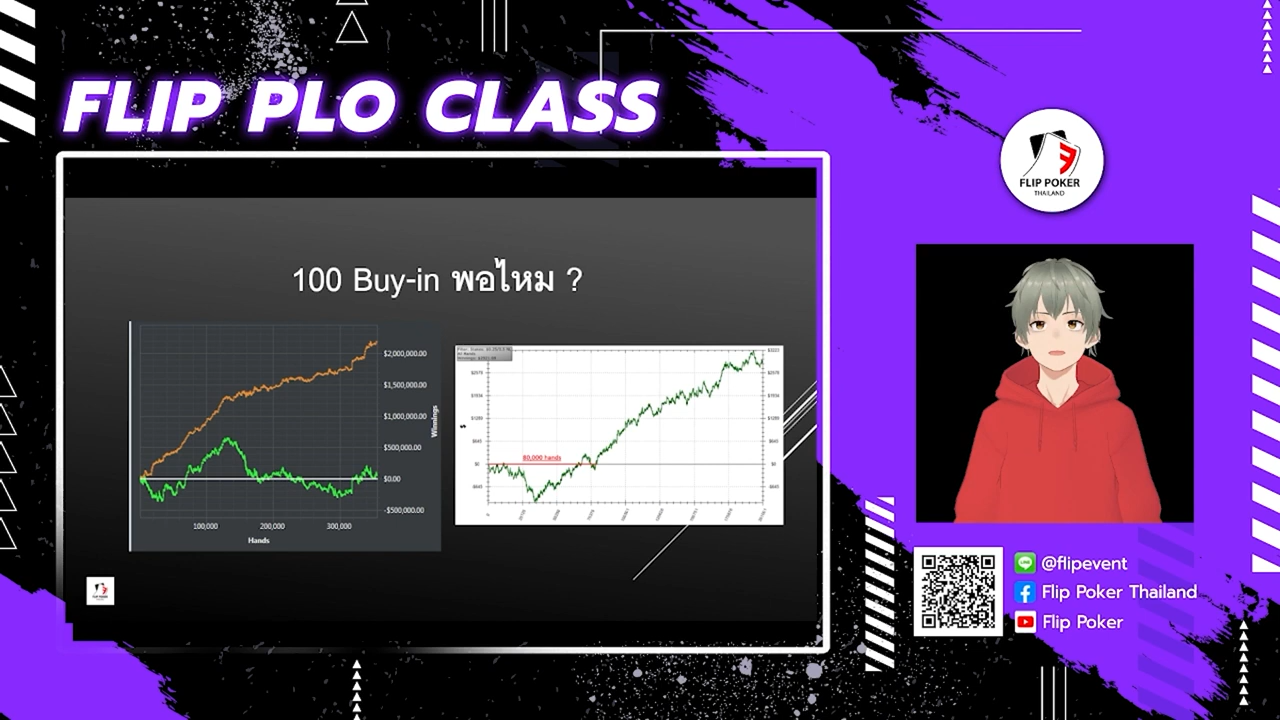 FLIP PLO CLASS
FLIP POKER
THAILAND
100 Buy-in พอไหม ?
$2,000,000.00
$1,500,000.00
$1,000,000.00
$500,000.00
$0.00
-$500,000.00
Winnings
100,000
200,000
300,000
Hands
80,000 hands
$0
$0
$
@flipevent
Flip Poker Thailand
Flip Poker